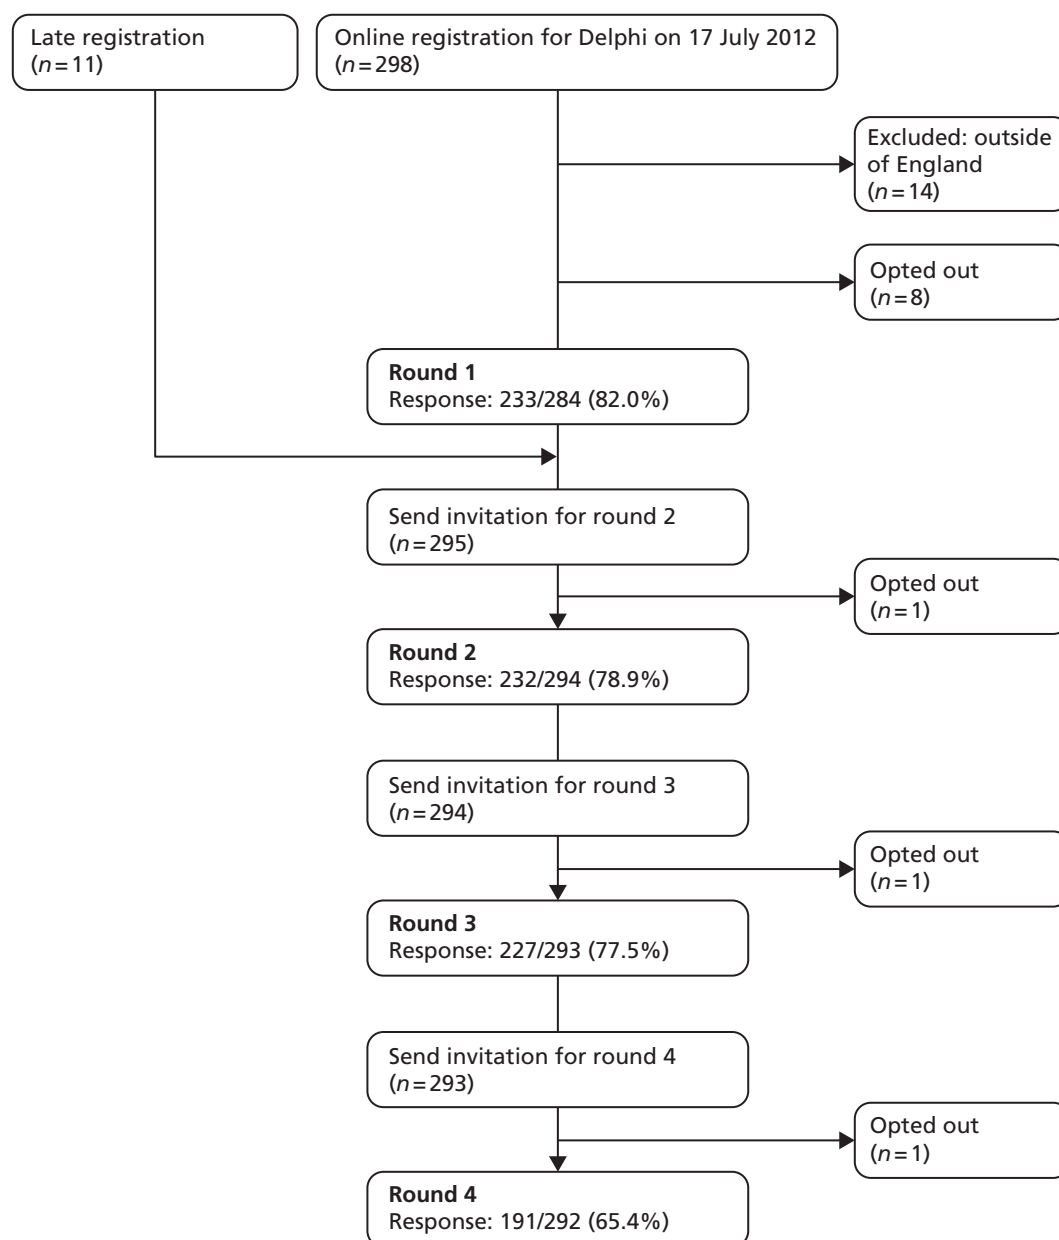 Late registration
(n=11)
Online registration for Delphi on 17 July 2012
(n=298)
Excluded: outside
of England
(n=14)
Opted out
(n=8)
Round 1
Response: 233/284 (82.0%)
Send invitation for round 2
(n=295)
Opted out
(n=1)
Round 2
Response: 232/294 (78.9%)
Send invitation for round 3
(n=294)
Opted out
(n=1)
Round 3
Response: 227/293 (77.5%)
Send invitation for round 4
(n=293)
Opted out
(n=1)
Round 4
Response: 191/292 (65.4%)